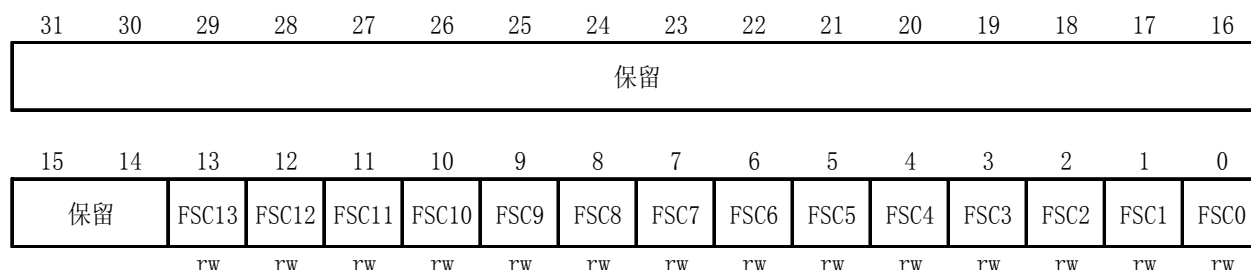 31 30 29 28 27 26 25 24 23 22 21 20 19 18 17 16
保留
15 14 13 12 11 10 9 8 7 6 5 4 3 2 1 0
保留 FSC13 FSC12 FSC11 FSC10 FSC9 FSC8 FSC7 FSC6 FSC5 FSC4 FSC3 FSC2 FSC1 FSC0
rw rw rw rw rw rw rw rw rw rw rw rw rw rw